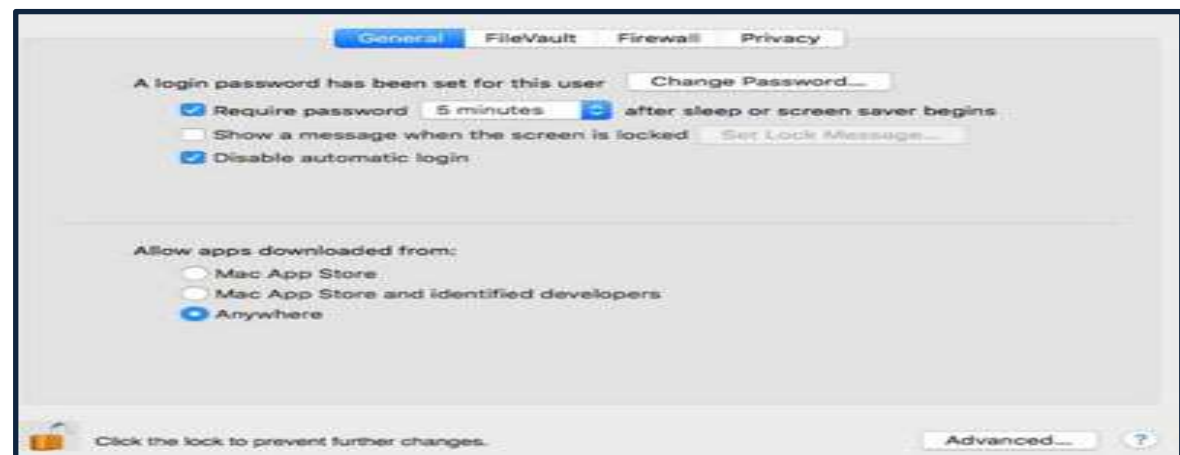 General FileVault Firewall Privacy
A login password has been set for this user Change Password...
Require password 5 minutes after sleep or screen saver begins
Show a message when the screen is locked Set Lock Message...
Disable automatic login
Allow apps downloaded from:
Mac App Store
Mac App Store and identified developers
Anywhere
Click the lock to prevent further changes. Advanced... ?